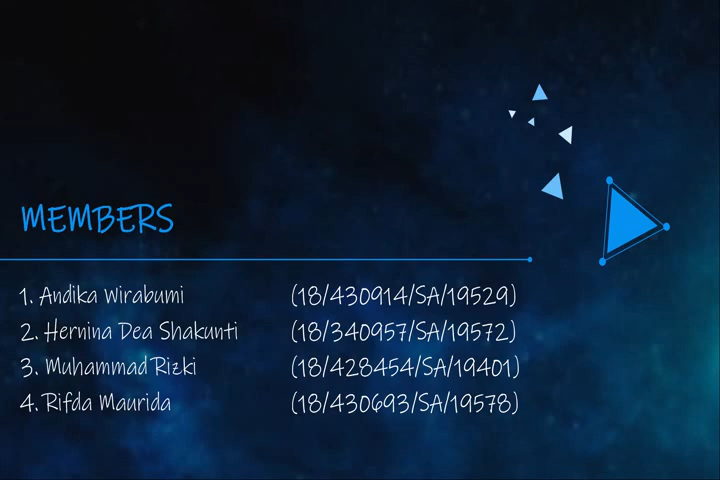 MEMBERS
1. Andika Wirabumi (18/430914/SA/19529)
2. Hernina Dea Shakunti (18/340957/SA/19572)
3. Muhammad Rizki (18/428454/SA/19401)
4. Rifda Maurida (18/430693/SA/19578)